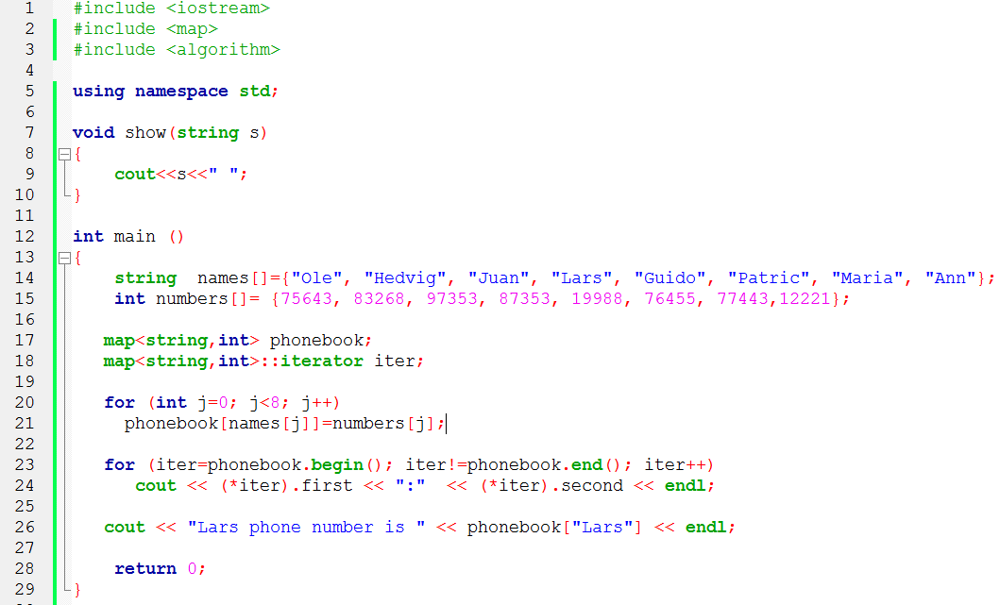 1 #include <iostream>
2 #include <map>
3 #include <algorithm>
4
5 using namespace std;
6
7 void show(string s)
8 {
9     cout<<s<<" ";
10 }
11
12 int main ()
13 {
14     string  names[]={"Ole", "Hedvig", "Juan", "Lars", "Guido", "Patric", "Maria", "Ann"};
15     int numbers[]= {75643, 83268, 97353, 87353, 19988, 76455, 77443,12221};
16
17    map<string,int> phonebook;
18    map<string,int>::iterator iter;
19
20    for (int j=0; j<8; j++)
21      phonebook[names[j]]=numbers[j];
22
23    for (iter=phonebook.begin(); iter!=phonebook.end(); iter++)
24       cout << (*iter).first << ":"  << (*iter).second << endl;
25
26    cout << "Lars phone number is " << phonebook["Lars"] << endl;
27
28     return 0;
29 }